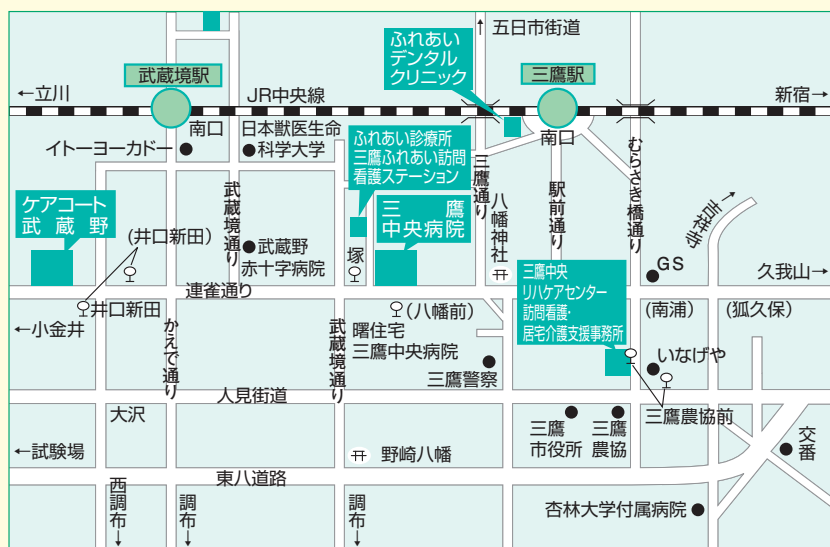 五日市街道
ふれあい
デンタル
クリニック
武蔵境駅
三鷹駅
←立川
JR中央線
新宿→
南口
日本獣医生命
科学大学
イトーヨーカドー
ふれあい診療所
三鷹ふれあい訪問
看護ステーション
南口
三鷹通り
駅前通り
むらさき橋通り
吉祥寺
ケアコート
武蔵野
武蔵境通り
三鷹
中央病院
八幡神社
(井口新田)
武蔵野
赤十字病院
塚
三鷹中央
リハケアセンター
訪問看護・
居宅介護支援事務所
GS
久我山→
連雀通り
井口新田
(八幡前)
(南浦)
(狐久保)
←小金井
かえで通り
武蔵境通り
曙住宅
三鷹中央病院
三鷹警察
いなげや
人見街道
三鷹農協前
大沢
三鷹
市役所
三鷹
農協
交番
←試験場
野崎八幡
東八道路
西調布↓
調布↓
調布↓
杏林大学付属病院